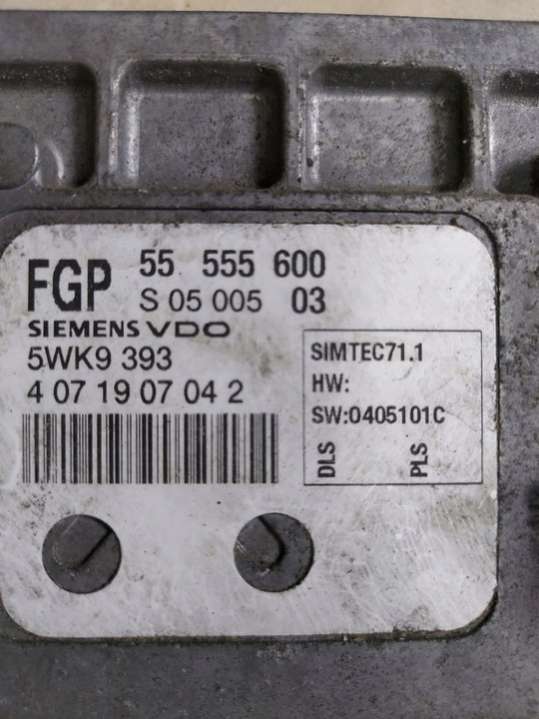 FGP 55 555 600
S 05 005 03
SIEMENS VDO
5WK9 393
4 07 19 07 04 2
SIMTEC71.1
HW:
SW:0405101C
DLS
PLS